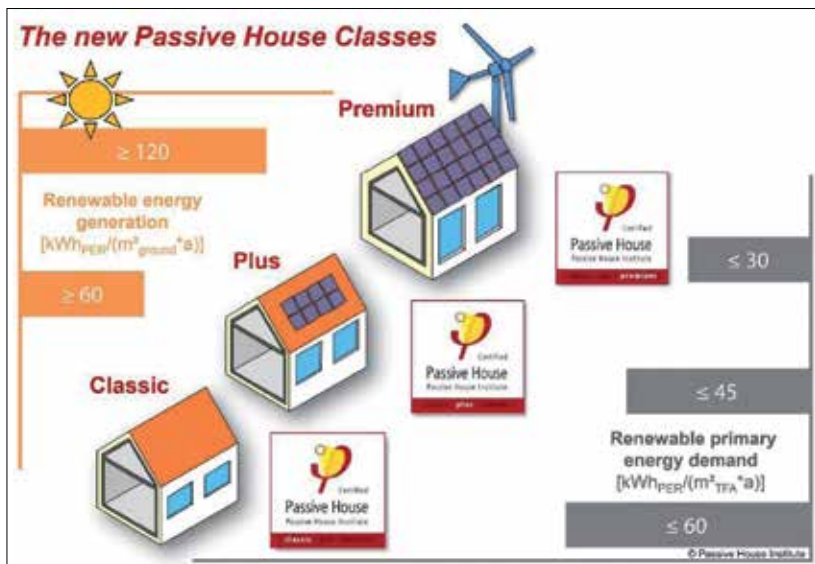 The new Passive House Classes
Premium
≥ 120
Renewable energy
generation
[kWhPER/(m²ground*a)]
≥ 60
Plus
Classic
Certified
Passive House
Passive House Institute
premium
≤ 30
Certified
Passive House
Passive House Institute
plus
≤ 45
Renewable primary
energy demand
[kWhPER/(m²TFA*a)]
≤ 60
Certified
Passive House
Passive House Institute
classic
© Passive House Institute